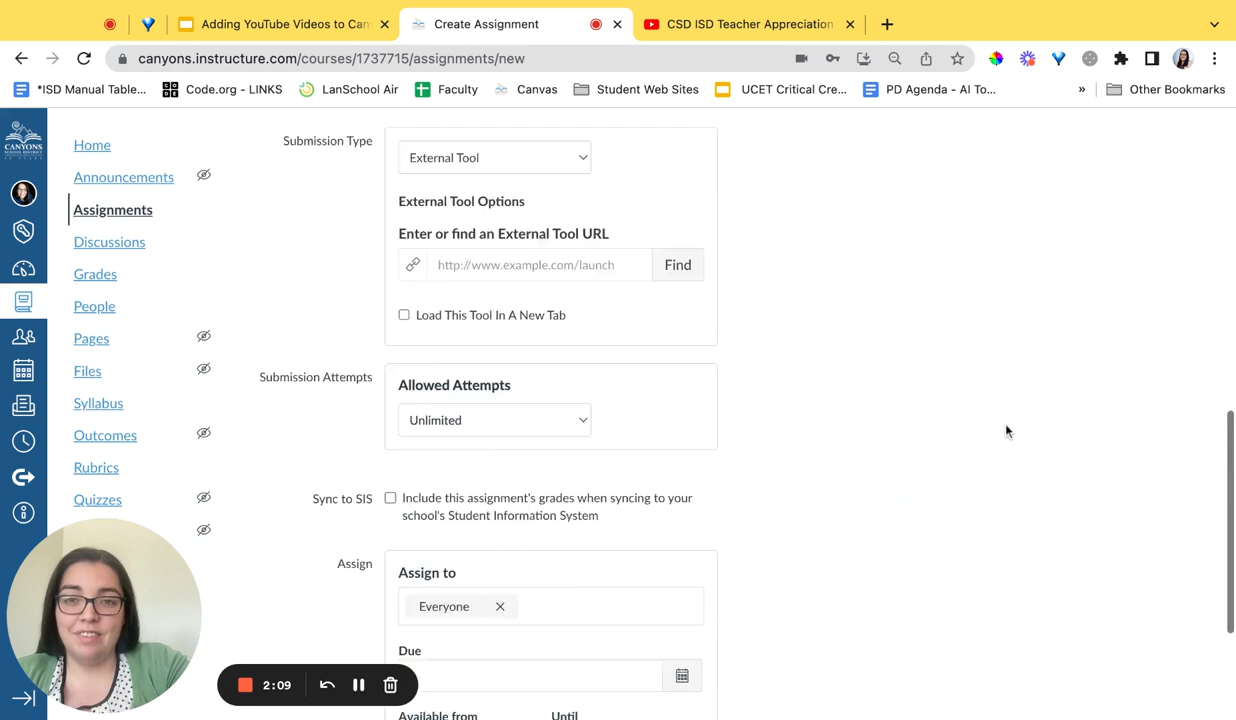 Adding YouTube Videos to Can
Create Assignment
CSD ISD Teacher Appreciation
canyons.instructure.com/courses/1737715/assignments/new
*ISD Manual Table...
Code.org - LINKS
LanSchool Air
Faculty
Canvas
Student Web Sites
UCET Critical Cre...
PD Agenda - AI To...
»
Other Bookmarks
CANYONS
Home
Announcements
Assignments
Discussions
Grades
People
Pages
Files
Syllabus
Outcomes
Rubrics
Quizzes
Submission Type
External Tool
External Tool Options
Enter or find an External Tool URL
http://www.example.com/launch
Find
Load This Tool In A New Tab
Submission Attempts
Allowed Attempts
Unlimited
Sync to SIS
Include this assignment's grades when syncing to your
school's Student Information System
Assign
Assign to
Everyone
Due
2:09
Available from
Until